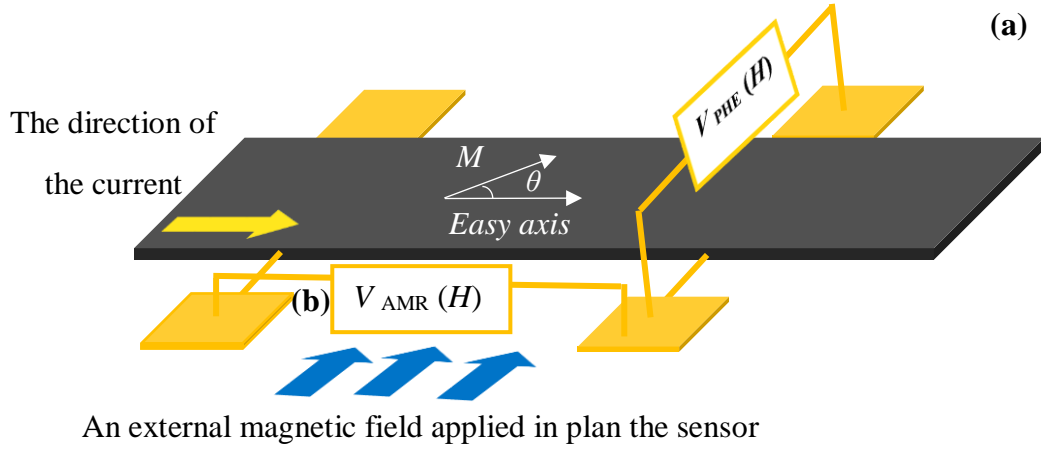 (a)
V PHE (H)
The direction of
the current
M
θ
Easy axis
(b)
V AMR (H)
An external magnetic field applied in plan the sensor